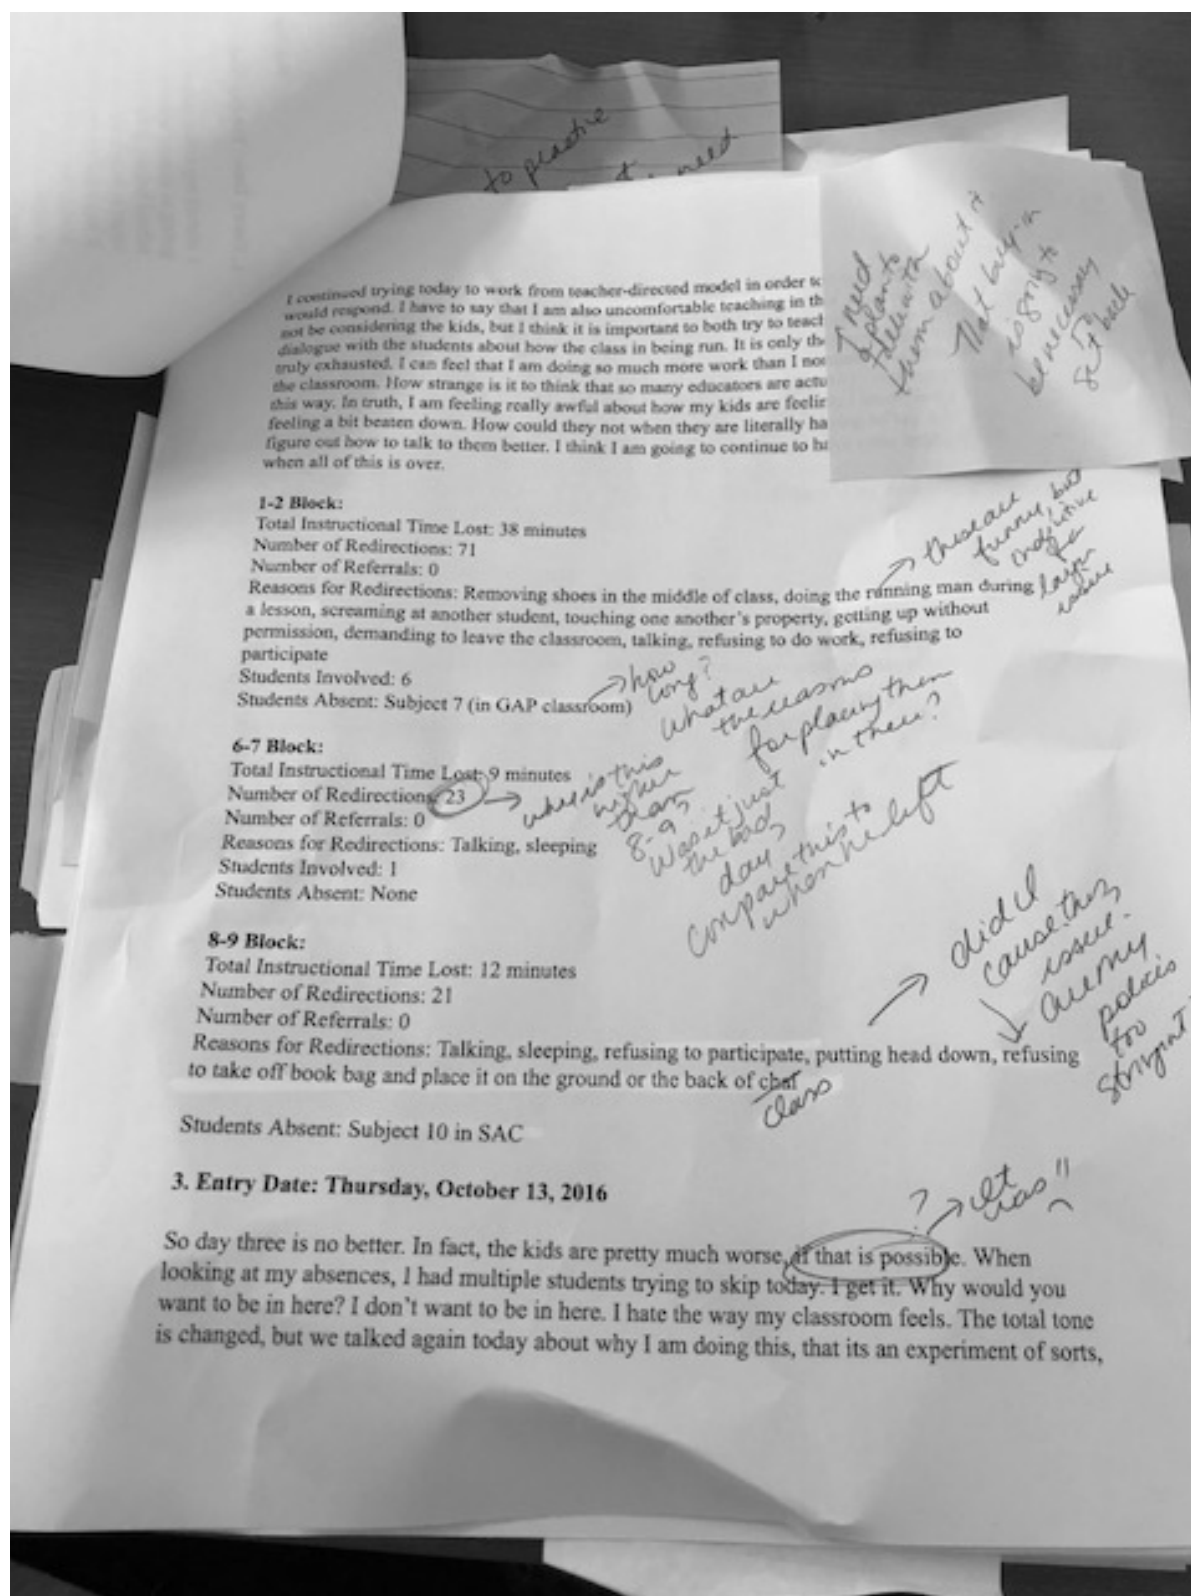 to practice
need
I need
a plan to
talk with
them about it
That buy-in
is going to
be necessary
I continued trying today to work from teacher-directed model in order to
would respond. I have to say that I am also uncomfortable teaching in th
not be considering the kids, but I think it is important to both try to teach
dialogue with the students about how the class in being run. It is only the
truly exhausted. I can feel that I am doing so much more work than I no
the classroom. How strange is it to think that so many educators are actu
this way. In truth, I am feeling really awful about how my kids are feelin
feeling a bit beaten down. How could they not when they are literally ha
figure out how to talk to them better. I think I am going to continue to ha
when all of this is over.
1-2 Block:
Total Instructional Time Lost: 38 minutes
Number of Redirections: 71
Number of Referrals: 0
Reasons for Redirections: Removing shoes in the middle of class, doing the running man during
a lesson, screaming at another student, touching one another's property, getting up without
permission, demanding to leave the classroom, talking, refusing to do work, refusing to
participate
Students Involved: 6
Students Absent: Subject 7 (in GAP classroom)
these are
funny, but
larger
issue
how
long?
what are
the reasons
for placing them
in there?
6-7 Block:
Total Instructional Time Lost: 9 minutes
Number of Redirections: 23
Number of Referrals: 0
Reasons for Redirections: Talking, sleeping
Students Involved: 1
Students Absent: None
why is this
higher
than
8-9?
Was it just
the bad
day?
compare this to
when he left
8-9 Block:
Total Instructional Time Lost: 12 minutes
Number of Redirections: 21
Number of Referrals: 0
Reasons for Redirections: Talking, sleeping, refusing to participate, putting head down, refusing
to take off book bag and place it on the ground or the back of chaf
class
did I
cause this
issue.
Are my
policies
too
stringent
Students Absent: Subject 10 in SAC
3. Entry Date: Thursday, October 13, 2016
? It
was "
So day three is no better. In fact, the kids are pretty much worse, if that is possible. When
looking at my absences, I had multiple students trying to skip today. I get it. Why would you
want to be in here? I don't want to be in here. I hate the way my classroom feels. The total tone
is changed, but we talked again today about why I am doing this, that its an experiment of sorts,